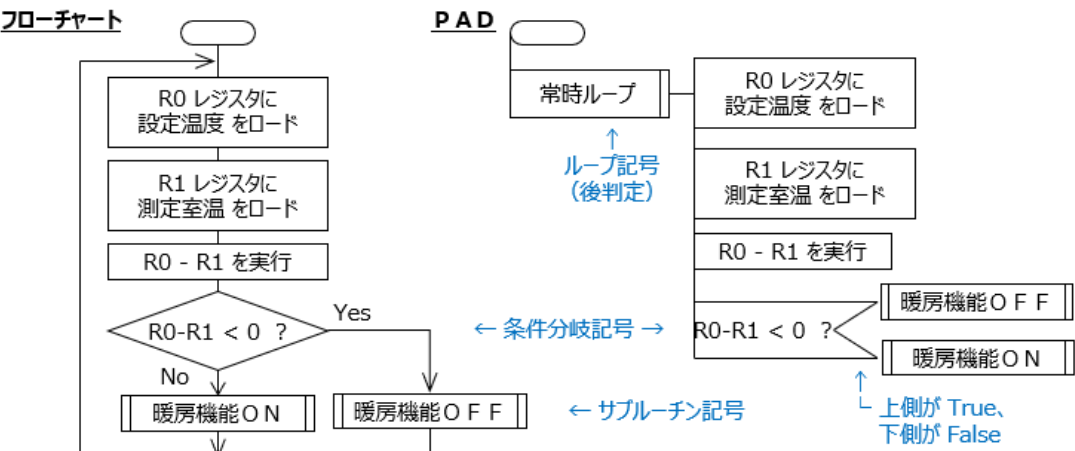 フローチャート
R0 レジスタに
設定温度 をロード
R1 レジスタに
測定室温 をロード
R0 - R1 を実行
R0-R1 < 0 ?
Yes
No
暖房機能ON
暖房機能OFF
PAD
常時ループ
↑
ループ記号
(後判定)
R0 レジスタに
設定温度 をロード
R1 レジスタに
測定室温 をロード
R0 - R1 を実行
← 条件分岐記号 →
R0-R1 < 0 ?
暖房機能OFF
暖房機能ON
← サブルーチン記号
上側が True、
下側が False